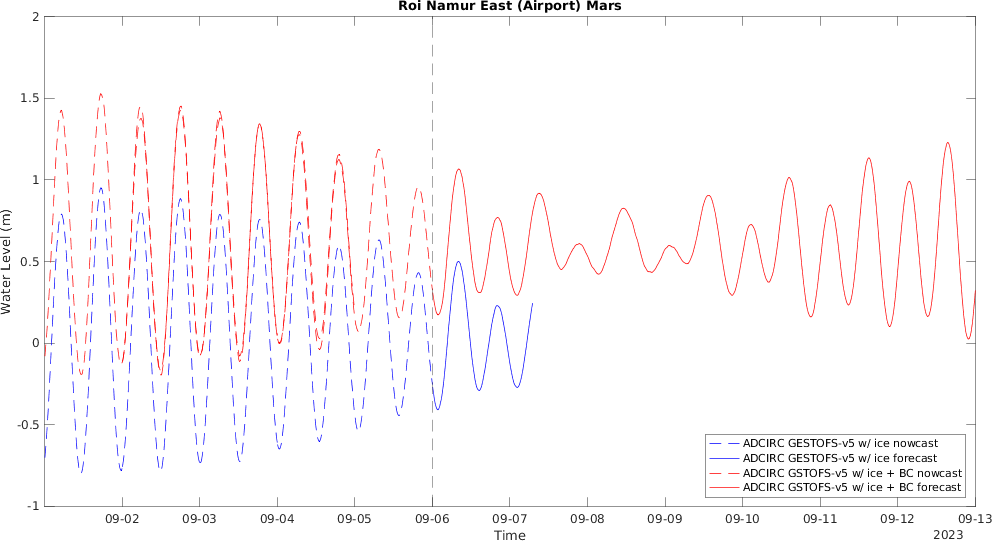 Roi Namur East (Airport) Mars
Water Level (m)
2
1.5
1
0.5
0
-0.5
-1
ADCIRC GESTOFS-v5 w/ ice nowcast
ADCIRC GESTOFS-v5 w/ ice forecast
ADCIRC GSTOFS-v5 w/ ice + BC nowcast
ADCIRC GSTOFS-v5 w/ ice + BC forecast
09-02 09-03 09-04 09-05 09-06 09-07 09-08 09-09 09-10 09-11 09-12 09-13
Time
2023